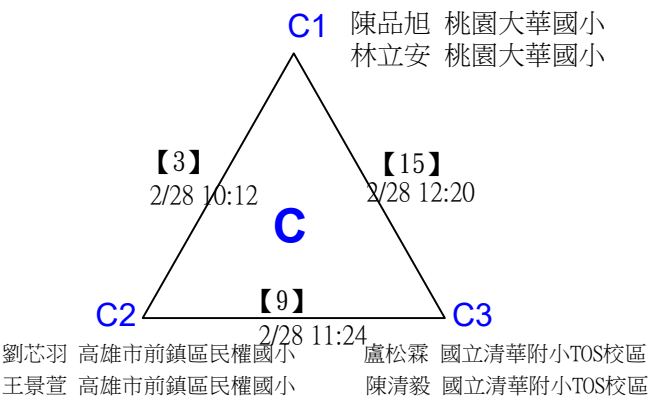 C1 陳品旭 桃園大華國小
林立安 桃園大華國小
【3】
2/28 10:12
【15】
2/28 12:20
C
C2
【9】
2/28 11:24
C3
劉芯羽 高雄市前鎮區民權國小
盧松霖 國立清華附小TOS校區
王景萱 高雄市前鎮區民權國小
陳清毅 國立清華附小TOS校區